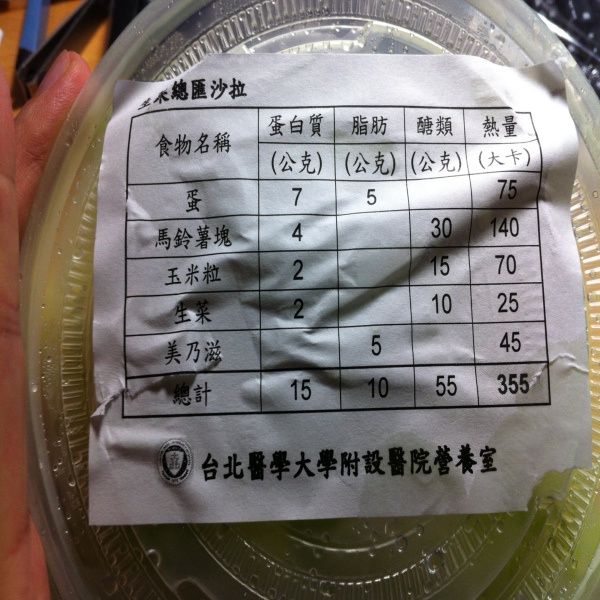 生菜總匯沙拉
食物名稱 蛋白質 脂肪 醣類 熱量
(公克) (公克) (公克) (大卡)
蛋 7 5 75
馬鈴薯塊 4 30 140
玉米粒 2 15 70
生菜 2 10 25
美乃滋 5 45
總計 15 10 55 355
台北醫學大學附設醫院營養室